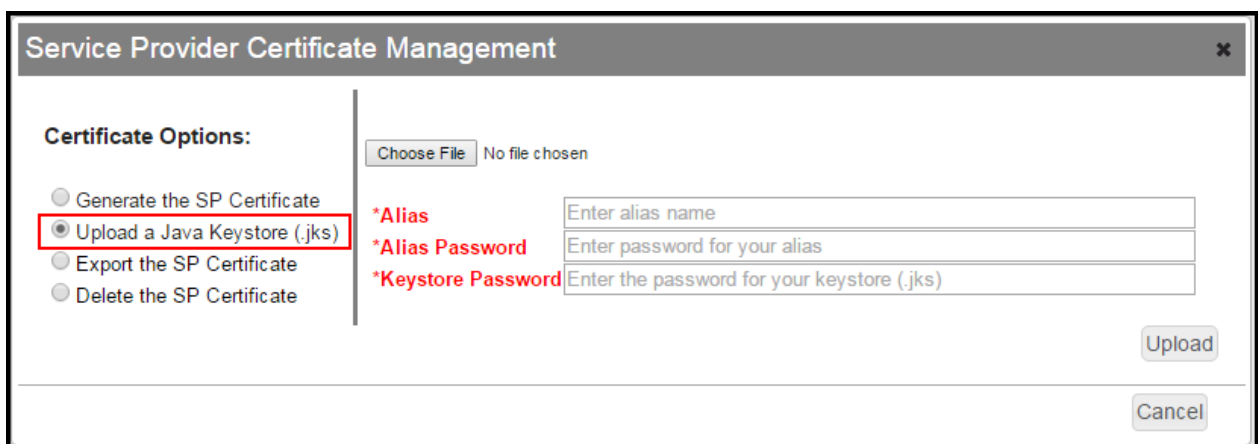 Service Provider Certificate Management
Certificate Options:
Generate the SP Certificate
Upload a Java Keystore (.jks)
Export the SP Certificate
Delete the SP Certificate
Choose File No file chosen
*Alias Enter alias name
*Alias Password Enter password for your alias
*Keystore Password Enter the password for your keystore (.jks)
Upload
Cancel